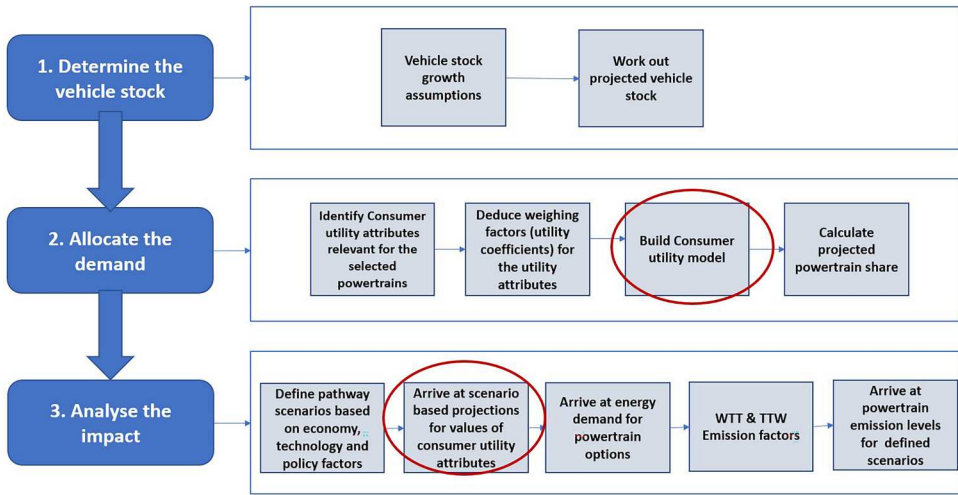 1. Determine the
vehicle stock
Vehicle stock
growth
assumptions
Work out
projected vehicle
stock
2. Allocate the
demand
Identify Consumer
utility attributes
relevant for the
selected
powertrains
Deduce weighing
factors (utility
coefficients) for
the utility
attributes
Build Consumer
utility model
Calculate
projected
powertrain share
3. Analyse the
impact
Define pathway
scenarios based
on economy,
technology and
policy factors
Arrive at scenario
based projections
for values of
consumer utility
attributes
Arrive at energy
demand for
powertrain
options
WTT & TTW
Emission factors
Arrive at
powertrain
emission levels
for defined
scenarios